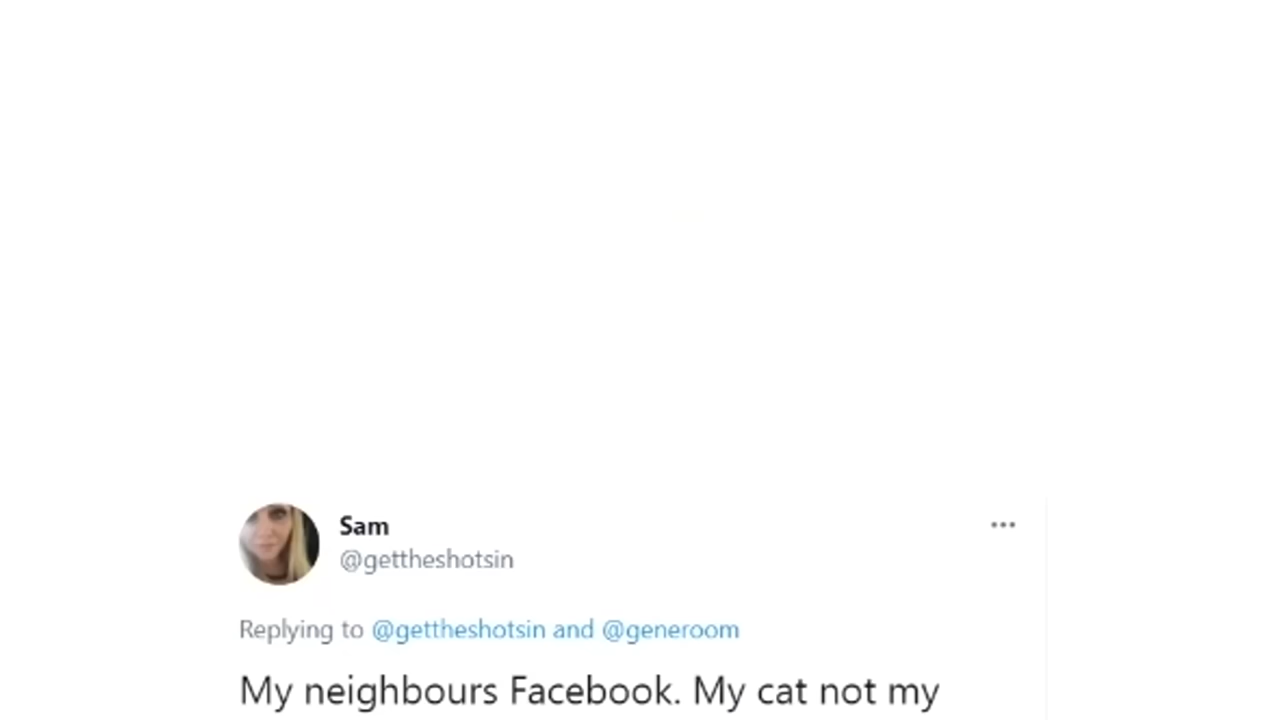 Sam
@gettheshotsin
Replying to @gettheshotsin and @generoom
My neighbours Facebook. My cat not my